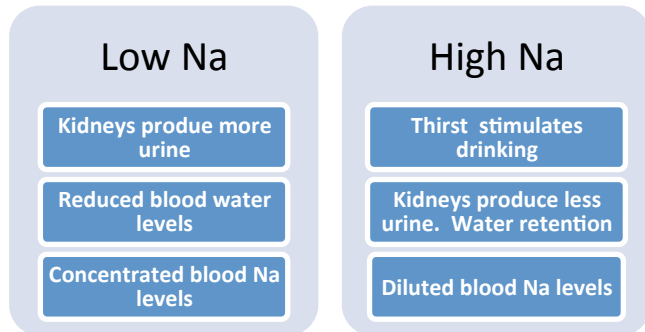 Low Na
Kidneys produe more
urine
Reduced blood water
levels
Concentrated blood Na
levels
High Na
Thirst stimulates
drinking
Kidneys produce less
urine. Water retention
Diluted blood Na levels